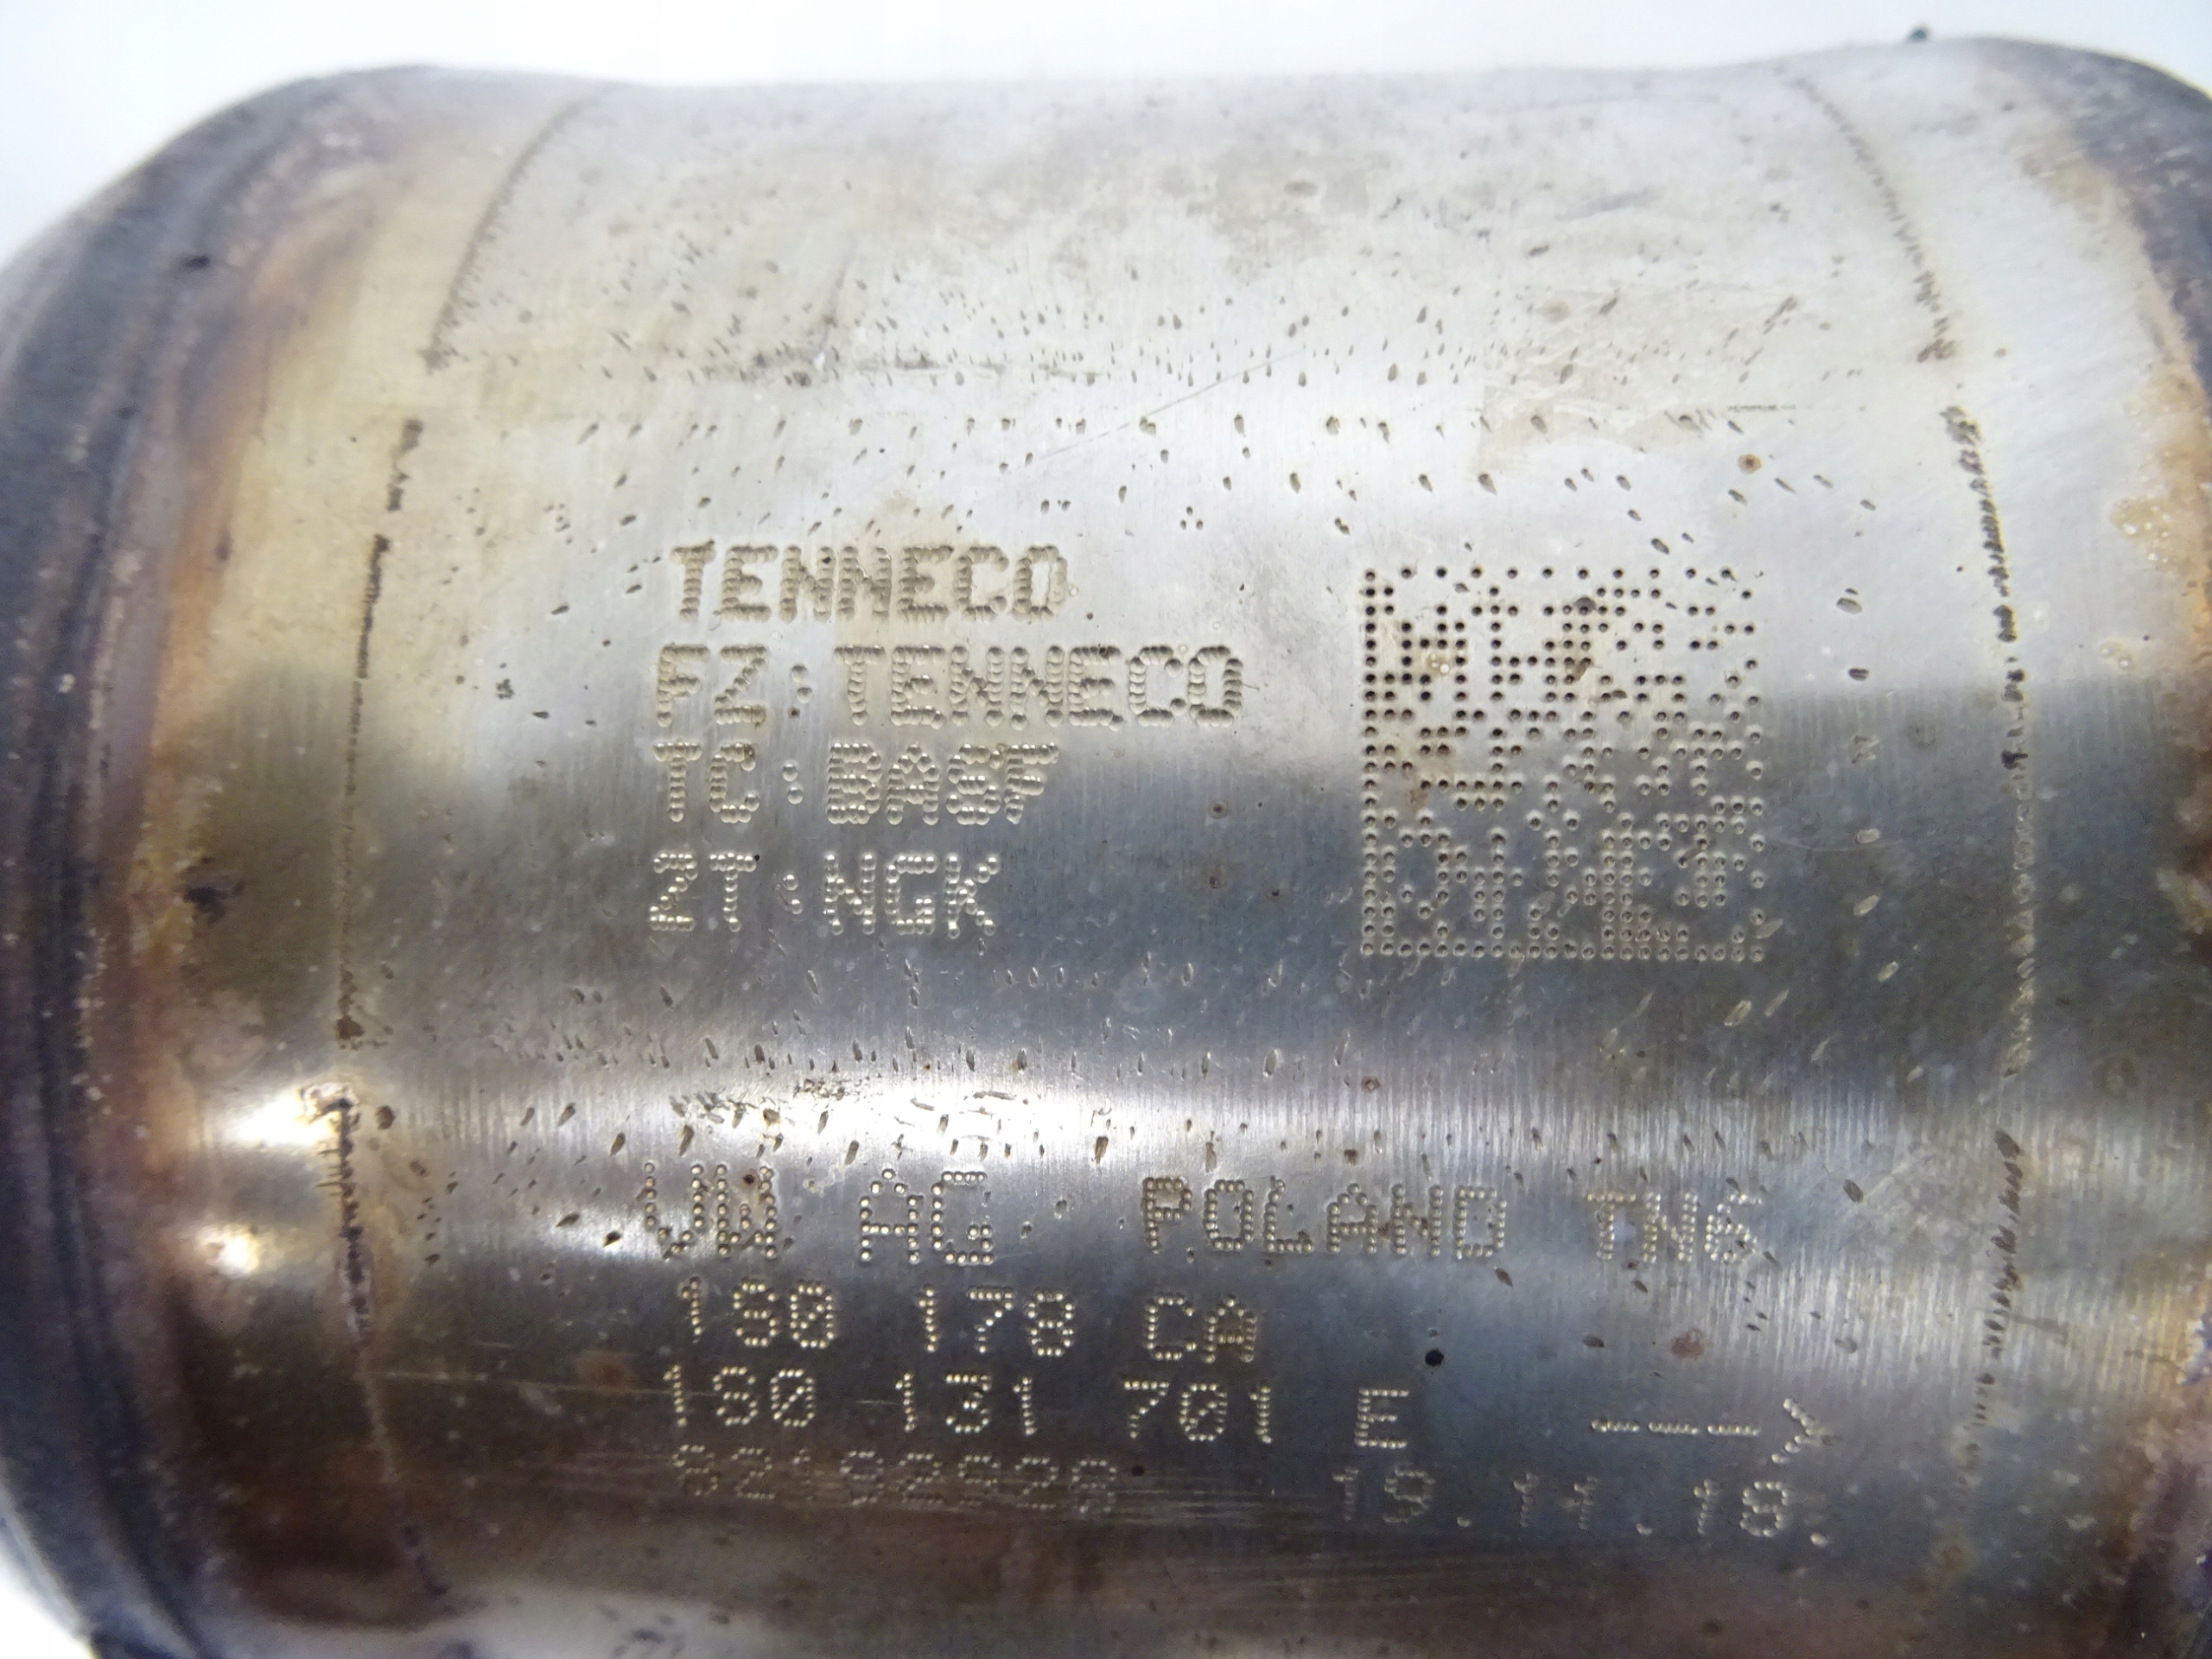 TENNECO
FZ:TENNECO
TC:BASF
ZT:NGK
VW AG. POLAND TN6
1S0 178 CA
1S0 131 701 E --->
19.11.18.